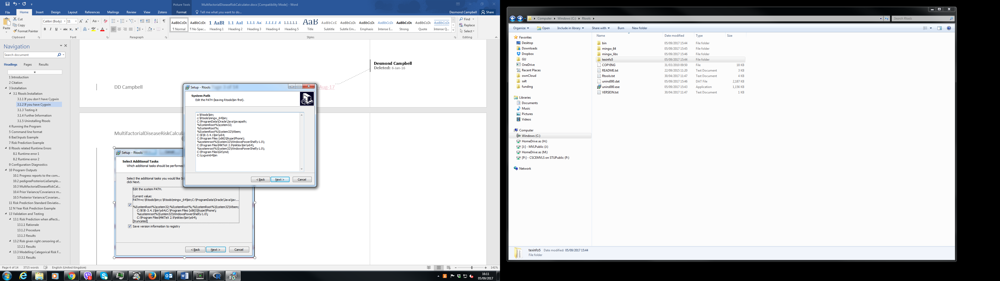 MultifactorialDiseaseRiskCalculator.docx [Compatibility Mode] - Word
Picture Tools
File Home Insert Design Layout References Mailings Review View Zotero Format Tell me what you want to do...
Desmond Campbell Share
Paste
Cut
Copy
Format Painter
Clipboard
Calibri (Body) 11
Font
Paragraph
AaBbCcDc AaBbCcDc 1 AaBl 1.1 AaE 1.1.1 Aa 1.1.1.1 A 1.1.1.1.1 AaB AaBbCcD AaBbCcDc AaBbCcDc AaBbCcDc AaBbCcDc AaBbCcDc AaBbCcDc
¶ Normal ¶ No Spac... Heading 1 Heading 2 Heading 3 Heading 4 Heading 5 Title Subtitle Subtle Em... Emphasis Intense E... Strong Quote Intense Q...
Styles
Find
Replace
Select
Editing
Navigation
Search document
Headings Pages Results
1 Introduction
2 Citation
3 Installation
3.1 Rtools Installation
3.1.1 If you don't have Cygwin
3.1.2 If you have Cygwin
3.1.3 Testing it
3.1.4 Further Information
3.1.5 Uninstalling Rtools
4 Running the Program
5 Command line format
6 Bad Inputs Example
7 Risk Prediction Example
8 Rtools related Runtime Errors
8.1 Runtime error 1
8.2 Runtime error 2
9 Configuration Diagnostics
10 Program Outputs
10.1 Progress reports to the com...
10.2 pedigreePosteriorLiaSample....
10.3 MultifactorialDiseaseRiskCal...
10.4 Prior Variance/Covariance m...
10.5 Posterior Variance/Covarian...
11 Risk Prediction Standard Deviatio...
12 N Year Risk Prediction Example
13 Validation and Testing
13.1 Risk Prediction when affecti...
13.1.1 Rationale
13.1.2 Procedure
13.1.3 Results
13.2 Risk given right censoring of...
13.2.1 Results
13.3 Modelling Categorical Risk F...
13.3.1 Results
Desmond Campbell
Deleted: 6-Jan-16
DD Campbell
-Aug-17
MultifactorialDiseaseRiskCalcula
Setup - Rtools
System Path
Edit the PATH (leaving Rtools\bin first).
c:\Rtools\bin;
c:\Rtools\mingw_64\bin;
C:\ProgramData\Oracle\Java\javapath;
%SystemRoot%\system32;
%SystemRoot%;
%SystemRoot%\System32\Wbem;
C:\R\R-3.4.1\bin\x64;
C:\Program Files (x86)\Skype\Phone\;
%systemroot%\System32\WindowsPowerShell\v1.0\;
C:\Program Files\MiKTeX 2.9\miktex\bin\x64\;
%systemroot%\System32\WindowsPowerShell\v1.0\;
C:\Program Files\Git\cmd;
C:\cygwin64\bin
< Back Next > Cancel
Setup - Rtools
Select Additional Tasks
Which additional tasks should be performed
Select the additional tasks you would like Se
click Next.
Edit the system PATH.
Current value:
PATH=c:\Rtools\bin;c:\Rtools\mingw_64\bin;C:\ProgramData\Oracle\Java\jav...
%SystemRoot%\system32;%SystemRoot%;%SystemRoot%\System32\Wbem;
C:\R\R-3.4.1\bin\x64;C:\Program Files (x86)\Skype\Phone\;
%systemroot%\System32\WindowsPowerShell\v1.0\;
C:\Program Files\MiKTeX 2.9\miktex\bin\x64\;
[truncated]
Save version information to registry
< Back Next > Cancel
Page 4 of 14 3715 words English (United Kingdom)
141%
16:11
05/09/2017
Computer Windows (C:) Rtools
Search Rtools
Organize Open Include in library Share with Burn New folder
Favorites
Desktop
Downloads
Dropbox
GU
OneDrive
Recent Places
ownCloud
salt
funding
Libraries
Documents
Music
Pictures
Videos
Computer
Windows (C:)
HomeDrive as (H:)
[J:] - MVLPublic (J:)
HomeDrive as (M:)
[P:] - CSCEMVLS on STUPublic (P:)
Network
Name Date modified Type Size
bin 05/09/2017 15:44 File folder
mingw_64 05/09/2017 15:45 File folder
mingw_libs 05/09/2017 15:46 File folder
texinfo5 05/09/2017 15:44 File folder
COPYING 31/03/2010 09:50 File 18 KB
README.txt 22/09/2015 11:20 Text Document 3 KB
Rtools.txt 30/04/2017 11:47 Text Document 4 KB
unins000.dat 05/09/2017 15:46 DAT File 2,187 KB
unins000.exe 05/09/2017 15:43 Application 1,156 KB
VERSION.txt 30/04/2017 11:47 Text Document 1 KB
texinfo5 Date modified: 05/09/2017 15:44
File folder